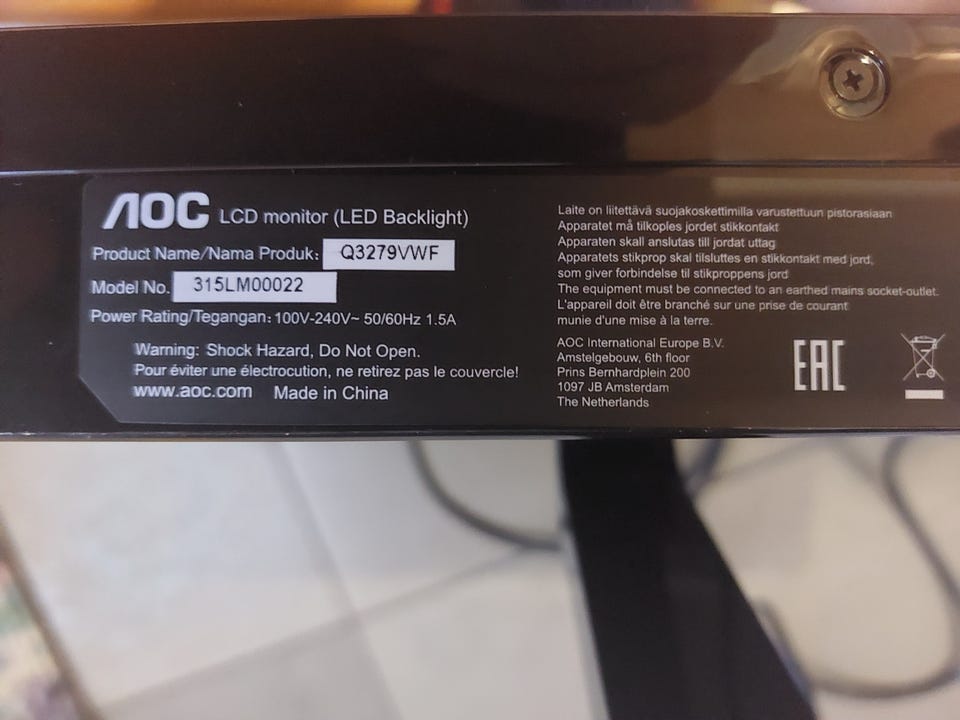 AOC LCD monitor (LED Backlight)
Product Name/Nama Produk: Q3279VWF
Model No. 315LM00022
Power Rating/Tegangan: 100V-240V~ 50/60Hz 1.5A
Warning: Shock Hazard, Do Not Open.
Pour éviter une électrocution, ne retirez pas le couvercle!
www.aoc.com Made in China
Laite on liitettävä suojakoskettimilla varustettuun pistorasiaan
Apparatet må tilkoples jordet stikkontakt
Apparaten skall anslutas till jordat uttag
Apparatets stikprop skal tilsluttes en stikkontakt med jord,
som giver forbindelse til stikproppens jord
The equipment must be connected to an earthed mains socket-outlet.
L'appareil doit être branché sur une prise de courant
munie d'une mise à la terre.
AOC International Europe B.V.
Amstelgebouw, 6th floor
Prins Bernhardplein 200
1097 JB Amsterdam
The Netherlands
EAC